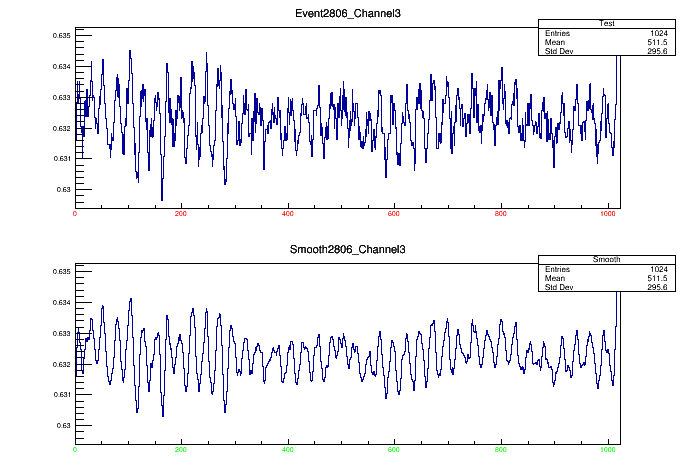 Event2806_Channel3
Test
Entries 1024
Mean 511.5
Std Dev 295.6
0.635
0.634
0.633
0.632
0.631
0.63
0 200 400 600 800 1000
Smooth2806_Channel3
Smooth
Entries 1024
Mean 511.5
Std Dev 295.6
0.635
0.634
0.633
0.632
0.631
0.63
0 200 400 600 800 1000